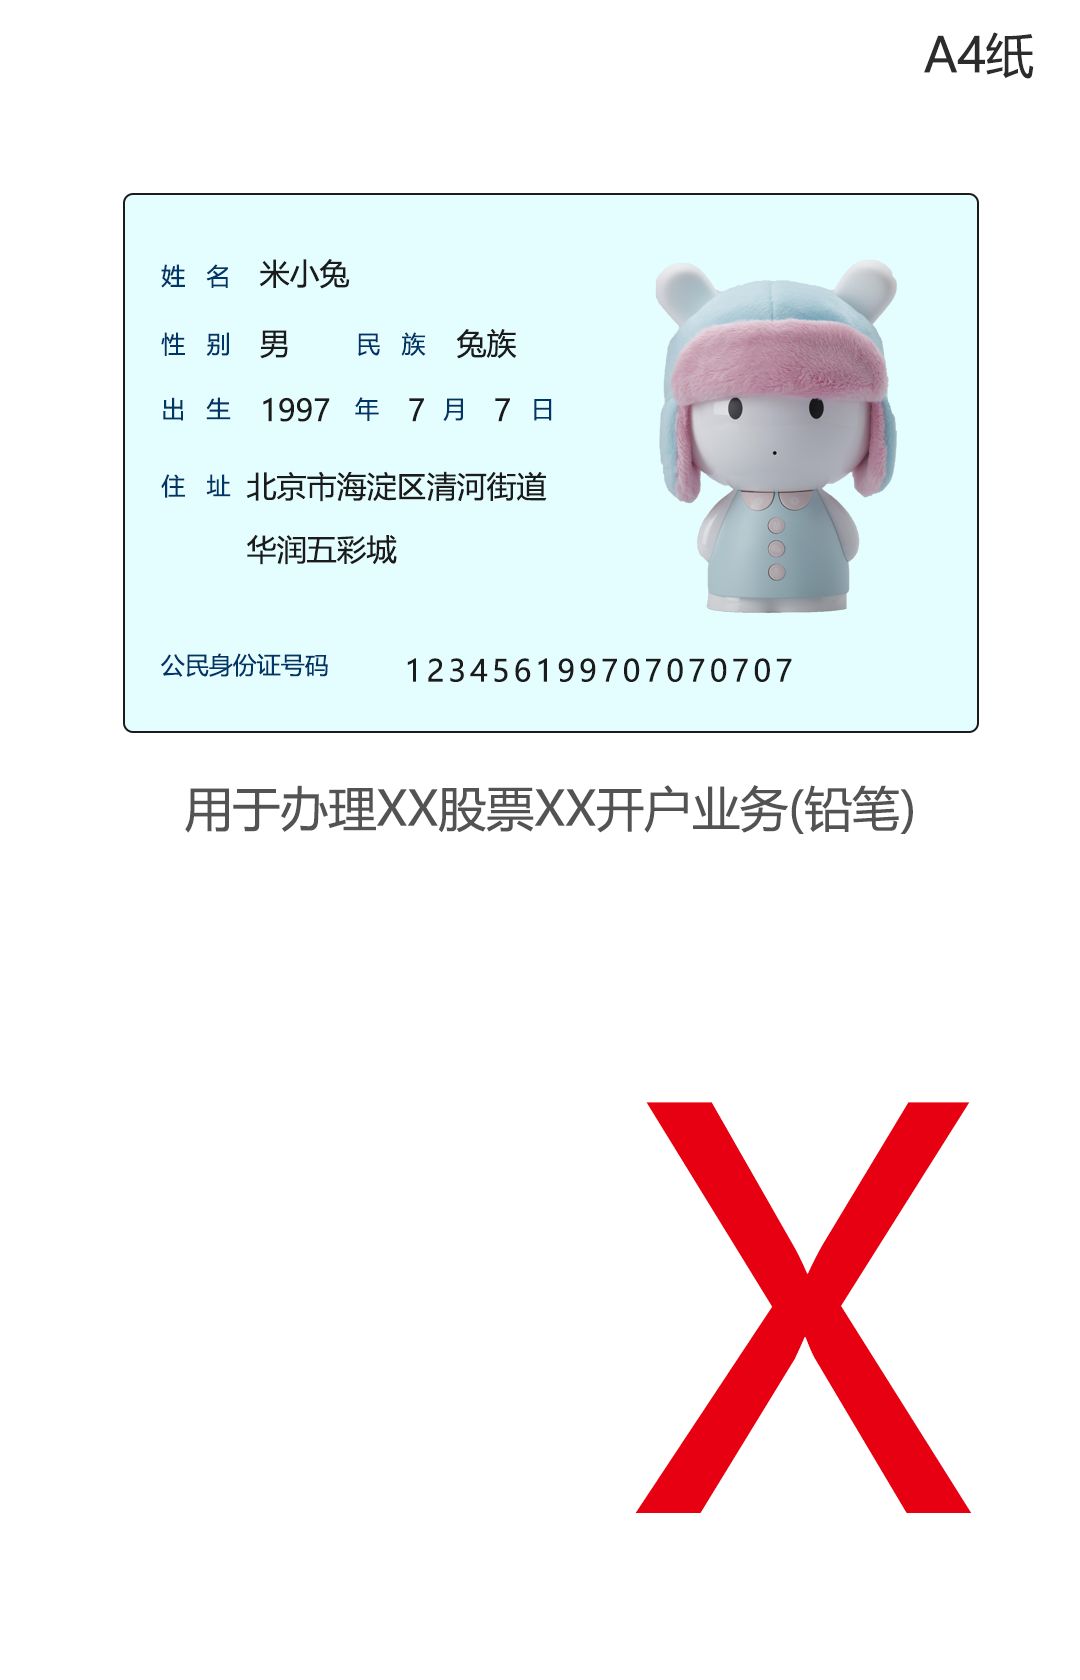 A4纸
姓 名 米小兔
性 别 男 民 族 兔族
出 生 1997 年 7 月 7 日
住 址 北京市海淀区清河街道
华润五彩城
公民身份证号码 123456199707070707
用于办理XX股票XX开户业务(铅笔)
X